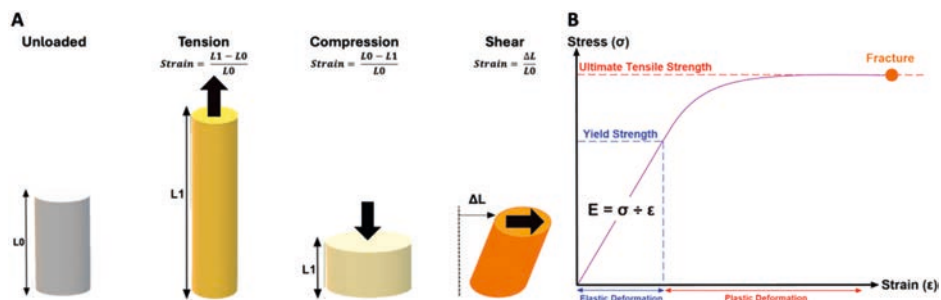 A
Unloaded
Tension
Strain = L1 − L0 / L0
Compression
Strain = L0 − L1 / L0
Shear
Strain = ΔL / L0
L0
L1
L1
ΔL
B
Stress (σ)
Ultimate Tensile Strength
Fracture
Yield Strength
E = σ ÷ ε
Strain (ε)
Elastic Deformation
Plastic Deformation